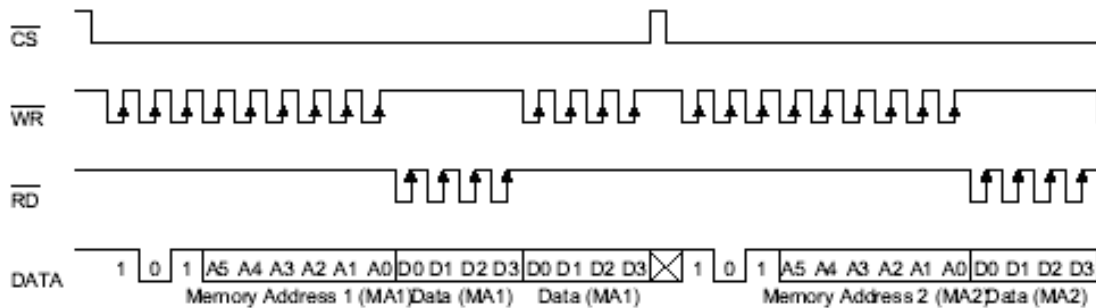 CS
WR
RD
DATA 1 0 1 A5 A4 A3 A2 A1 A0 D0 D1 D2 D3 D0 D1 D2 D3 1 0 1 A5 A4 A3 A2 A1 A0 D0 D1 D2 D3
Memory Address 1 (MA1) Data (MA1) Data (MA1) Memory Address 2 (MA2) Data (MA2)